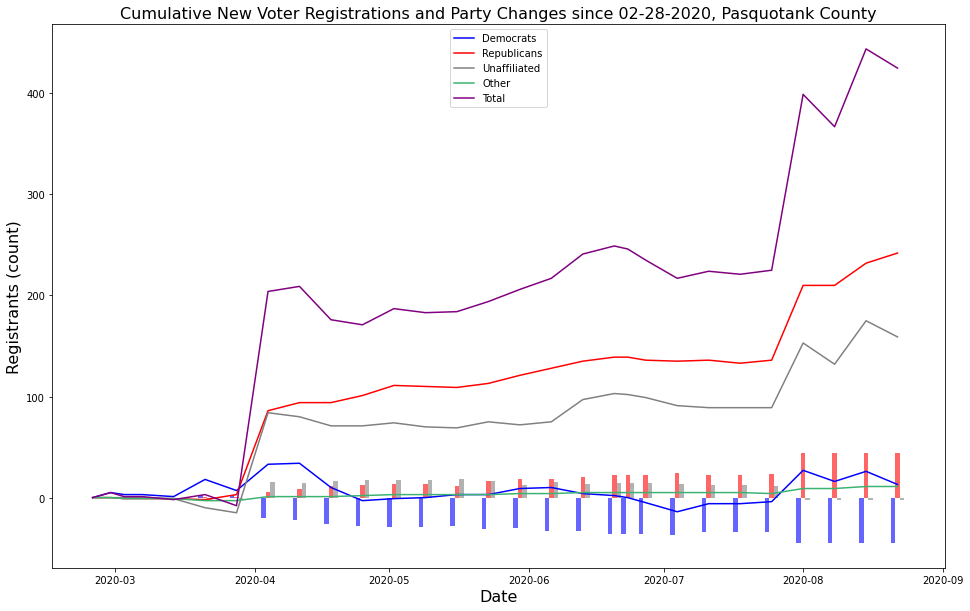 Cumulative New Voter Registrations and Party Changes since 02-28-2020, Pasquotank County
Democrats
Republicans
Unaffiliated
Other
Total
Registrants (count)
400
300
200
100
0
2020-03
2020-04
2020-05
2020-06
2020-07
2020-08
2020-09
Date